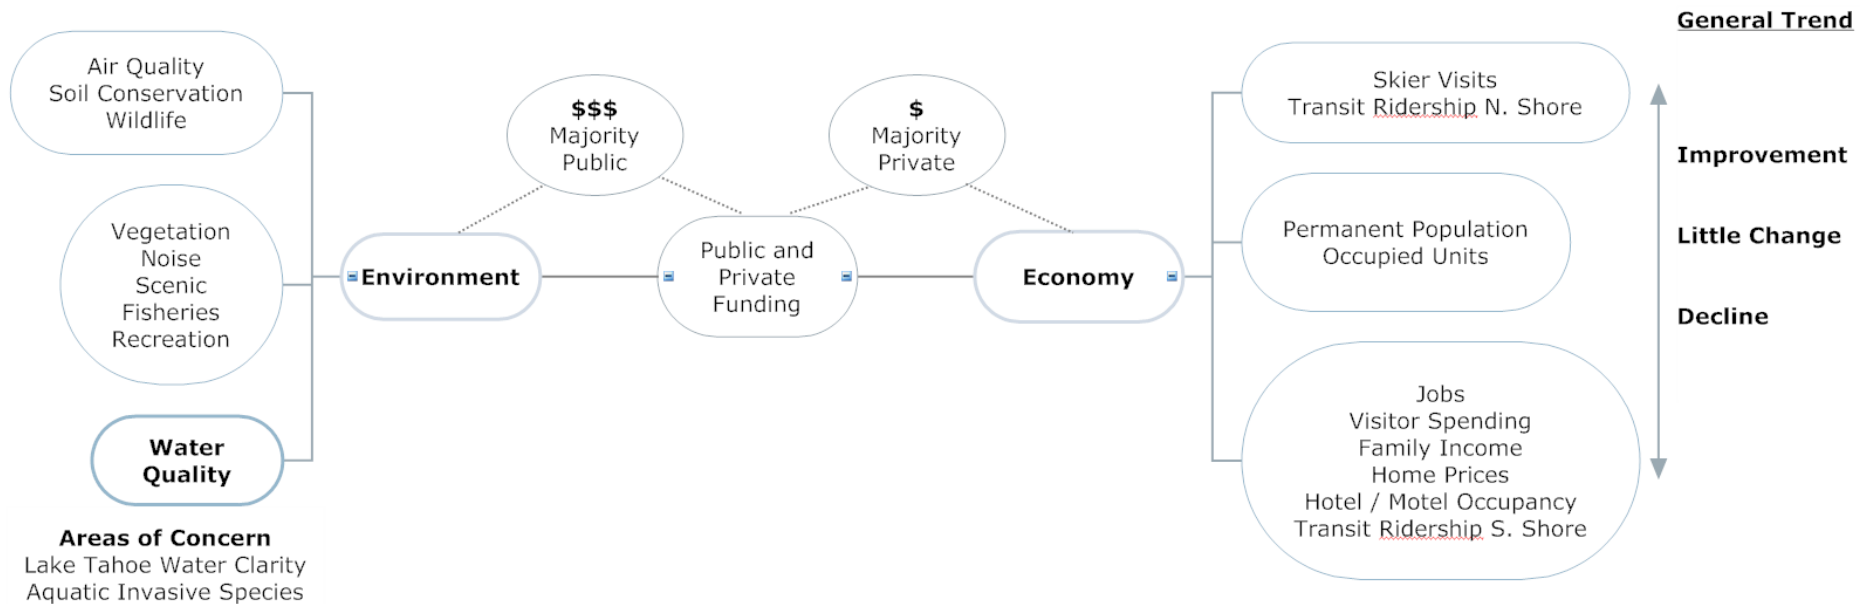 General Trend
Air Quality
Soil Conservation
Wildlife
Vegetation
Noise
Scenic
Fisheries
Recreation
Water
Quality
Areas of Concern
Lake Tahoe Water Clarity
Aquatic Invasive Species
Environment
$$$
Majority
Public
Public and
Private
Funding
$
Majority
Private
Economy
Skier Visits
Transit Ridership N. Shore
Permanent Population
Occupied Units
Jobs
Visitor Spending
Family Income
Home Prices
Hotel / Motel Occupancy
Transit Ridership S. Shore
Improvement
Little Change
Decline